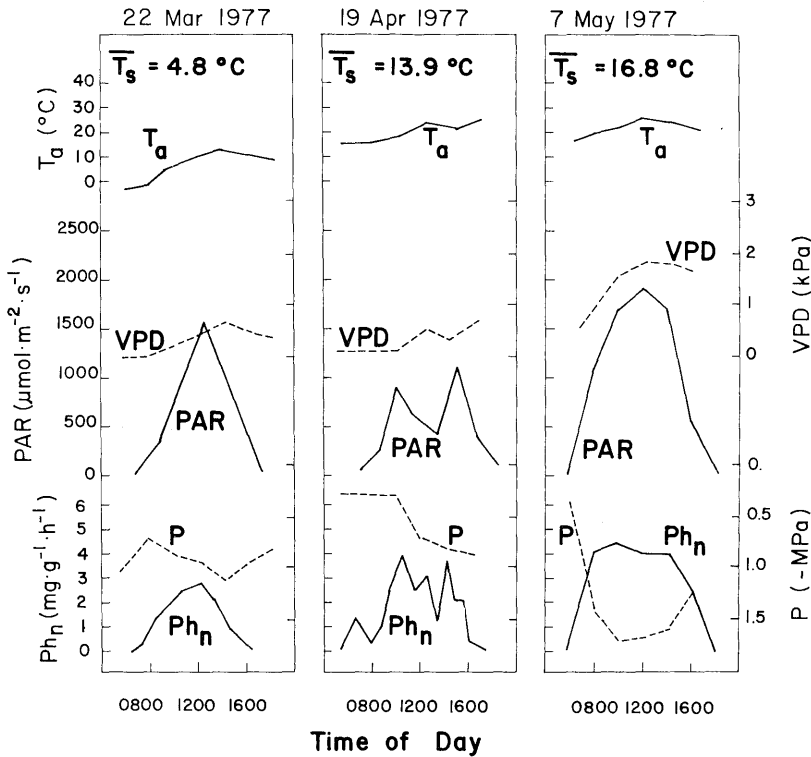 22 Mar 1977
19 Apr 1977
7 May 1977
T̅s = 4.8 °C
T̅s = 13.9 °C
T̅s = 16.8 °C
Ta (°C)
40
30
20
10
0
Ta
Ta
Ta
PAR (μmol·m⁻²·s⁻¹)
2500
2000
1500
1000
500
0
VPD
PAR
VPD
PAR
VPD
PAR
VPD (kPa)
3
2
1
0
Phn (mg·g⁻¹·h⁻¹)
6
5
4
3
2
1
0
P
Phn
P
Phn
P
Phn
P (-MPa)
0.
0.5
1.0
1.5
0800 1200 1600
0800 1200 1600
0800 1200 1600
Time of Day